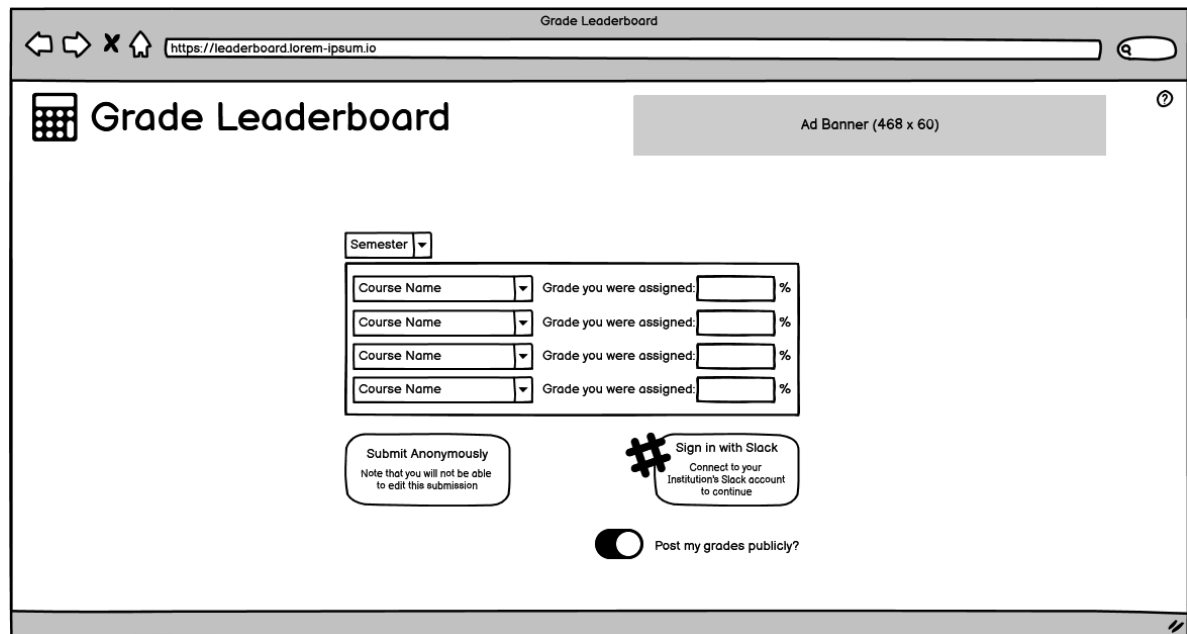 Grade Leaderboard
https://leaderboard.lorem-ipsum.io
Grade Leaderboard
Ad Banner (468 x 60)
?
Semester
Course Name Grade you were assigned: %
Course Name Grade you were assigned: %
Course Name Grade you were assigned: %
Course Name Grade you were assigned: %
Submit Anonymously
Note that you will not be able
to edit this submission
Sign in with Slack
Connect to your
Institution's Slack account
to continue
Post my grades publicly?